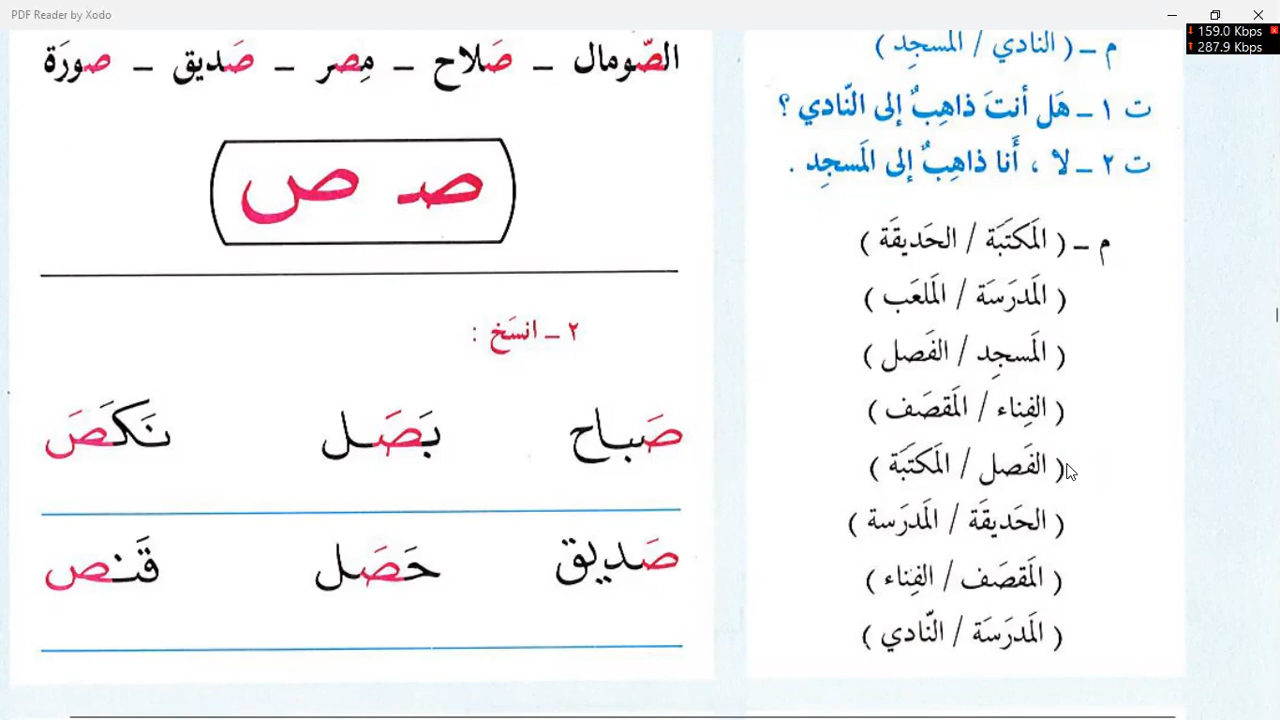 PDF Reader by Xodo
159.0 Kbps
287.9 Kbps
م ـ ( النادي / المسجِد )
ت ١ ـ هَل أنتَ ذاهِبٌ إلى النّادي ؟
ت ٢ ـ لا ، أَنا ذاهِبٌ إلى المَسجِد .
م ـ ( المَكتَبَة / الحَديقَة )
( المَدرَسَة / المَلعَب )
( المَسجِد / الفَصل )
( الفِناء / المَقصَف )
( الفَصل / المَكتَبَة )
( الحَديقَة / المَدرَسة )
( المَقصَف / الفِناء )
( المَدرَسَة / النّادي )
الصّومال ـ صَلاح ـ مِصر ـ صَديق ـ صورَة
صـ ص
٢ ـ انسَخ :
صَباح بَصَل نَكَصَ
صَديق حَصَل قَنص